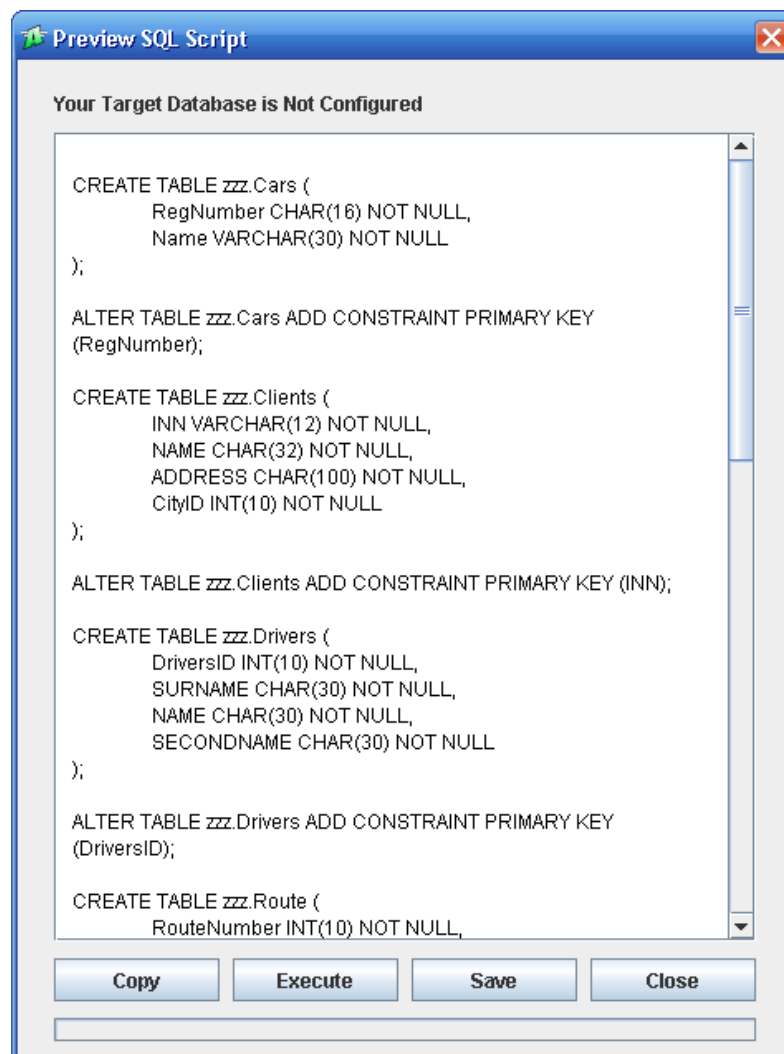 Preview SQL Script
Your Target Database is Not Configured
CREATE TABLE zzz.Cars (
RegNumber CHAR(16) NOT NULL,
Name VARCHAR(30) NOT NULL
);
ALTER TABLE zzz.Cars ADD CONSTRAINT PRIMARY KEY
(RegNumber);
CREATE TABLE zzz.Clients (
INN VARCHAR(12) NOT NULL,
NAME CHAR(32) NOT NULL,
ADDRESS CHAR(100) NOT NULL,
CityID INT(10) NOT NULL
);
ALTER TABLE zzz.Clients ADD CONSTRAINT PRIMARY KEY (INN);
CREATE TABLE zzz.Drivers (
DriversID INT(10) NOT NULL,
SURNAME CHAR(30) NOT NULL,
NAME CHAR(30) NOT NULL,
SECONDNAME CHAR(30) NOT NULL
);
ALTER TABLE zzz.Drivers ADD CONSTRAINT PRIMARY KEY
(DriversID);
CREATE TABLE zzz.Route (
RouteNumber INT(10) NOT NULL,
Copy Execute Save Close